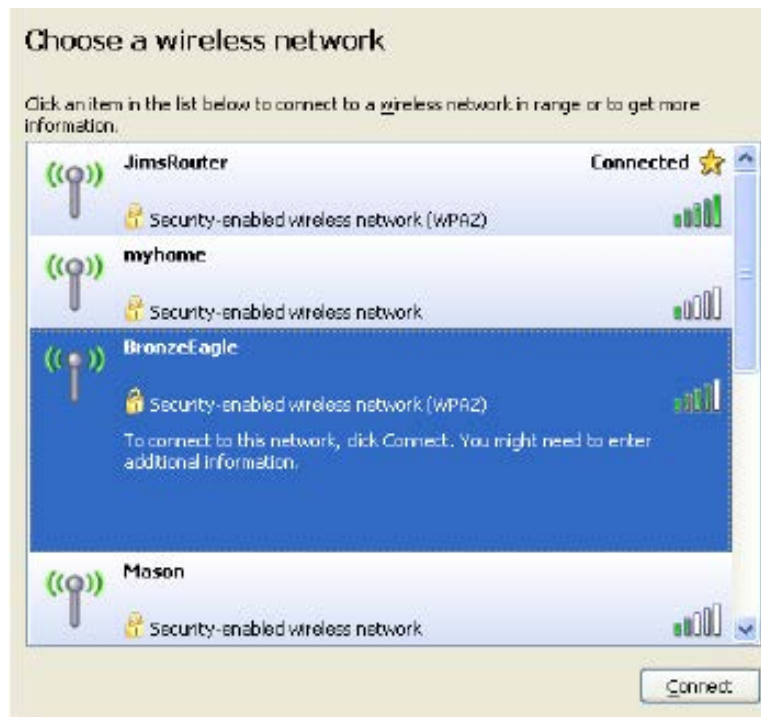 Choose a wireless network
Click an item in the list below to connect to a wireless network in range or to get more
information.
JimsRouter Connected
Security-enabled wireless network (WPA2)
myhome
Security-enabled wireless network
BronzeEagle
Security-enabled wireless network (WPA2)
To connect to this network, click Connect. You might need to enter
additional information.
Mason
Security-enabled wireless network
Connect